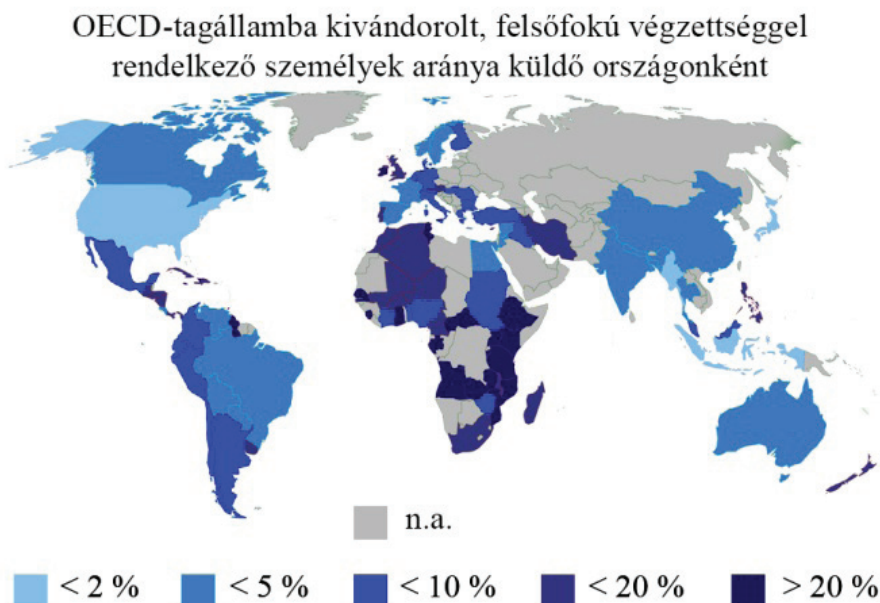 OECD-tagállamba kivándorolt, felsőfokú végzettséggel
rendelkező személyek aránya küldő országonként
n.a.
< 2 % < 5 % < 10 % < 20 % > 20 %